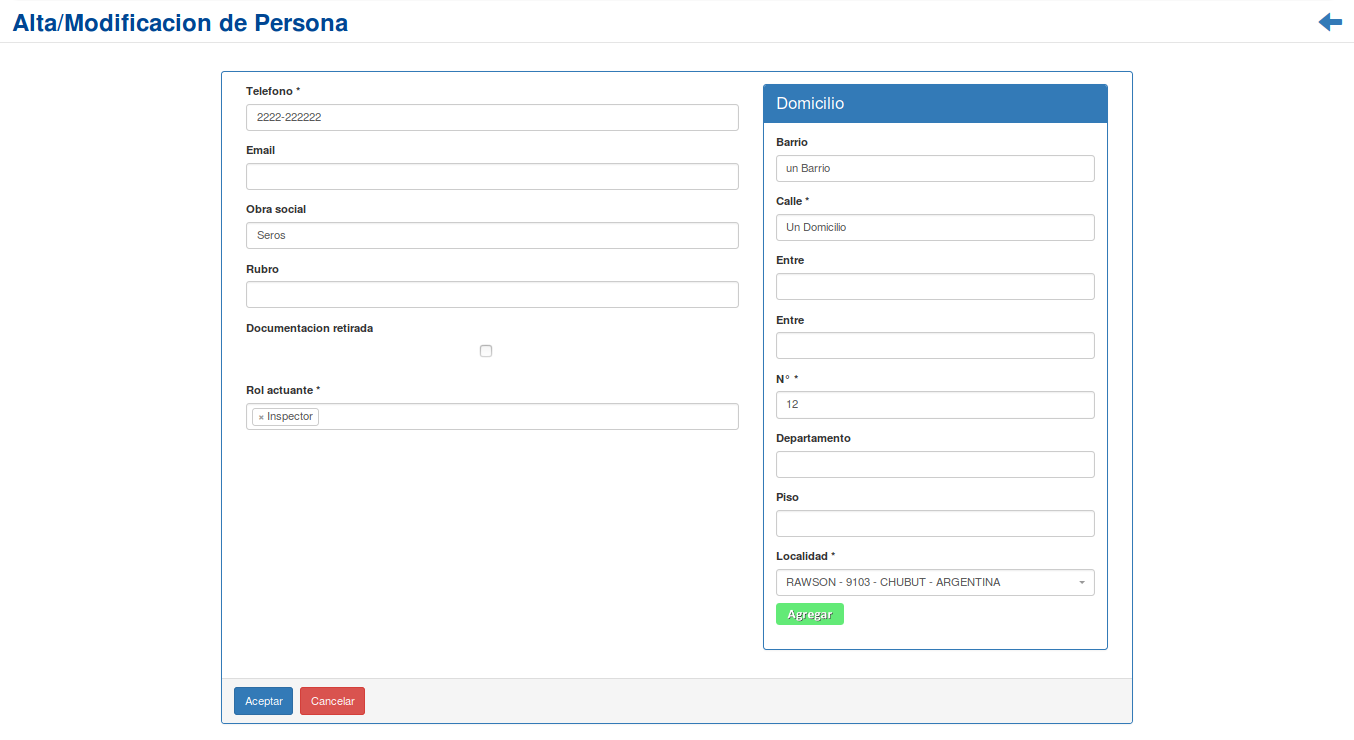 Alta/Modificacion de Persona
Telefono *
2222-222222
Email
Obra social
Seros
Rubro
Documentacion retirada
Rol actuante *
× Inspector
Domicilio
Barrio
un Barrio
Calle *
Un Domicilio
Entre
Entre
N° *
12
Departamento
Piso
Localidad *
RAWSON - 9103 - CHUBUT - ARGENTINA
Agregar
Aceptar
Cancelar